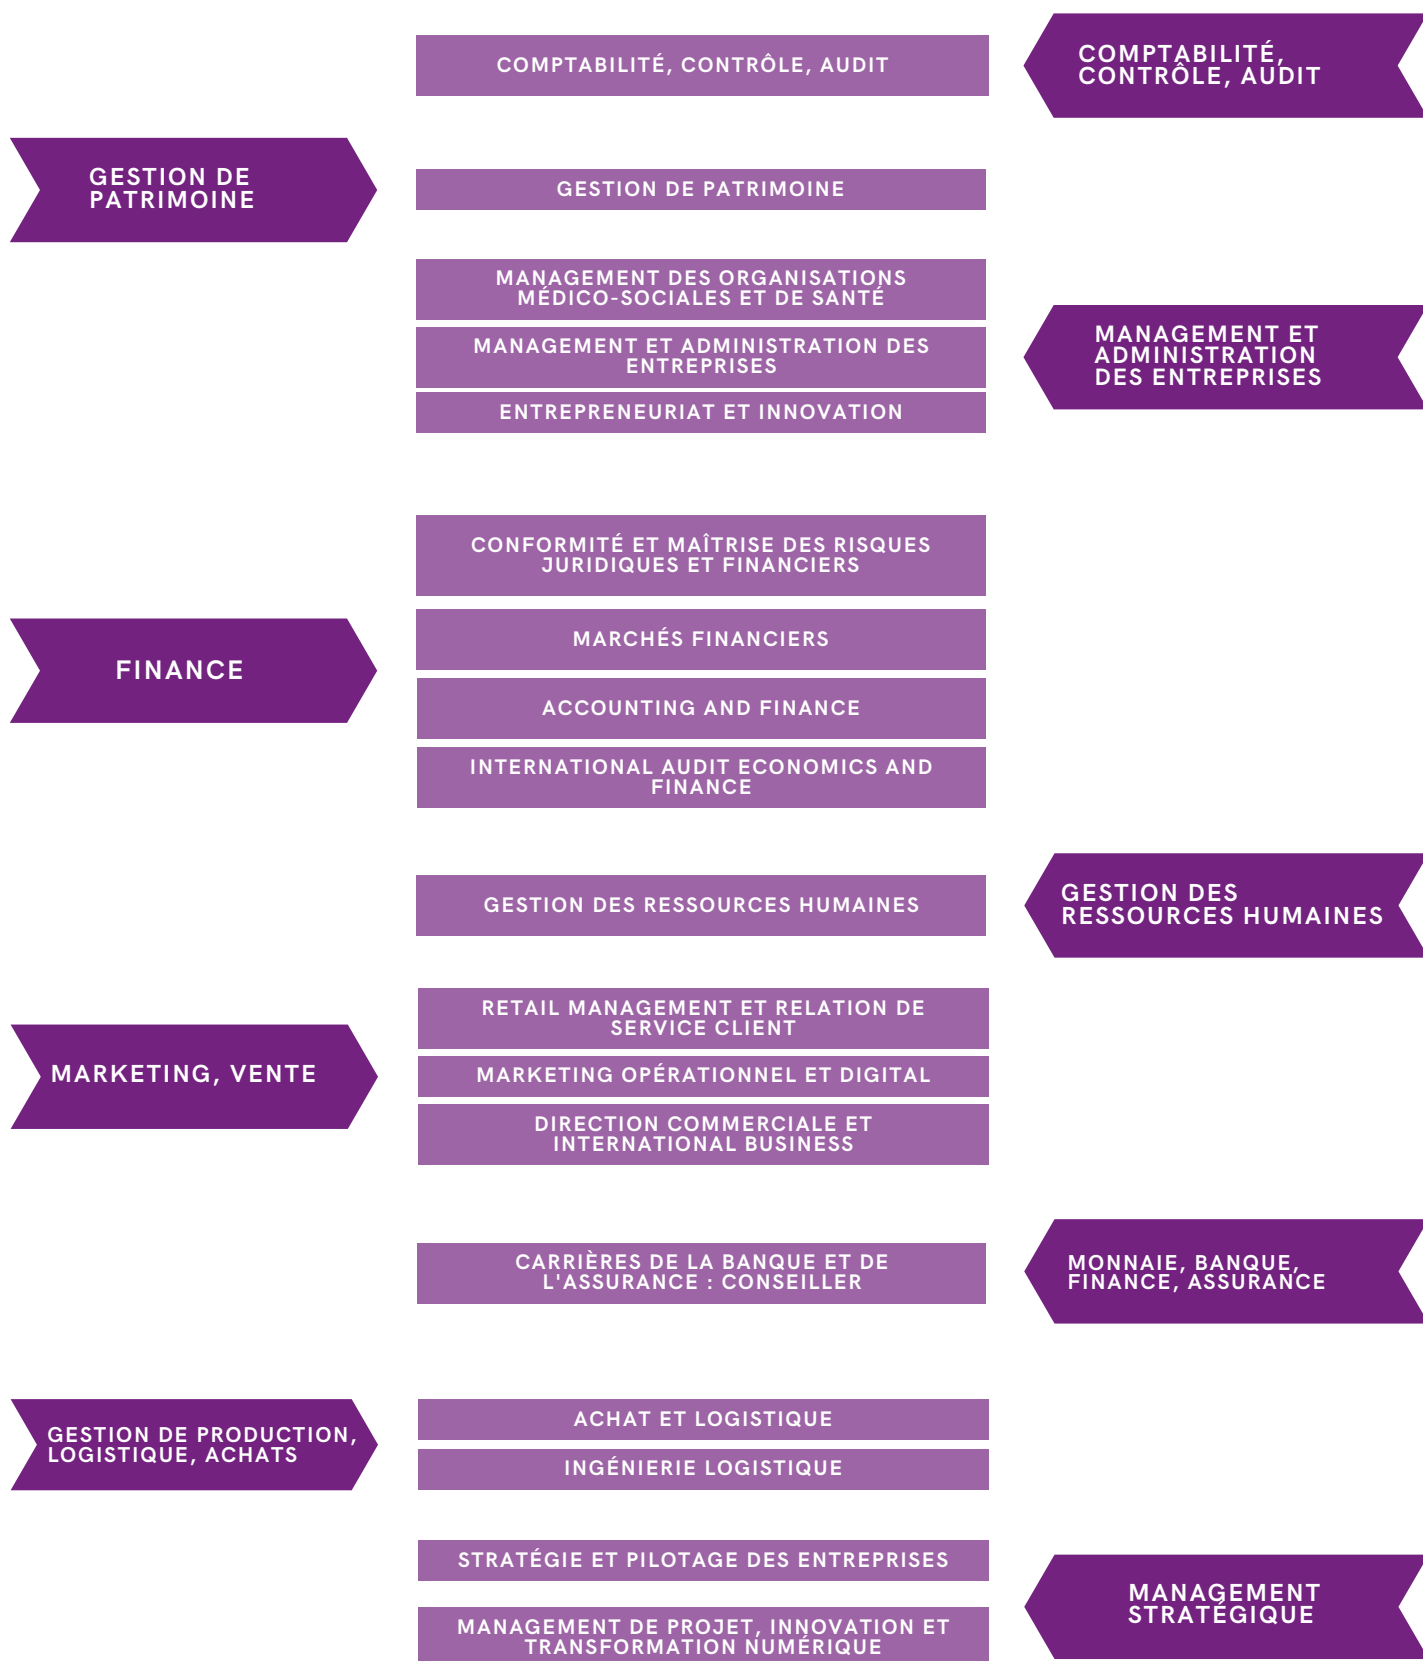 COMPTABILITÉ, CONTRÔLE, AUDIT
COMPTABILITÉ,
CONTRÔLE, AUDIT
GESTION DE
PATRIMOINE
GESTION DE PATRIMOINE
MANAGEMENT DES ORGANISATIONS
MÉDICO-SOCIALES ET DE SANTÉ
MANAGEMENT ET ADMINISTRATION DES
ENTREPRISES
ENTREPRENEURIAT ET INNOVATION
MANAGEMENT ET
ADMINISTRATION
DES ENTREPRISES
FINANCE
CONFORMITÉ ET MAÎTRISE DES RISQUES
JURIDIQUES ET FINANCIERS
MARCHÉS FINANCIERS
ACCOUNTING AND FINANCE
INTERNATIONAL AUDIT ECONOMICS AND
FINANCE
GESTION DES RESSOURCES HUMAINES
GESTION DES
RESSOURCES HUMAINES
MARKETING, VENTE
RETAIL MANAGEMENT ET RELATION DE
SERVICE CLIENT
MARKETING OPÉRATIONNEL ET DIGITAL
DIRECTION COMMERCIALE ET
INTERNATIONAL BUSINESS
CARRIÈRES DE LA BANQUE ET DE
L'ASSURANCE : CONSEILLER
MONNAIE, BANQUE,
FINANCE, ASSURANCE
GESTION DE PRODUCTION,
LOGISTIQUE, ACHATS
ACHAT ET LOGISTIQUE
INGÉNIERIE LOGISTIQUE
STRATÉGIE ET PILOTAGE DES ENTREPRISES
MANAGEMENT DE PROJET, INNOVATION ET
TRANSFORMATION NUMÉRIQUE
MANAGEMENT
STRATÉGIQUE